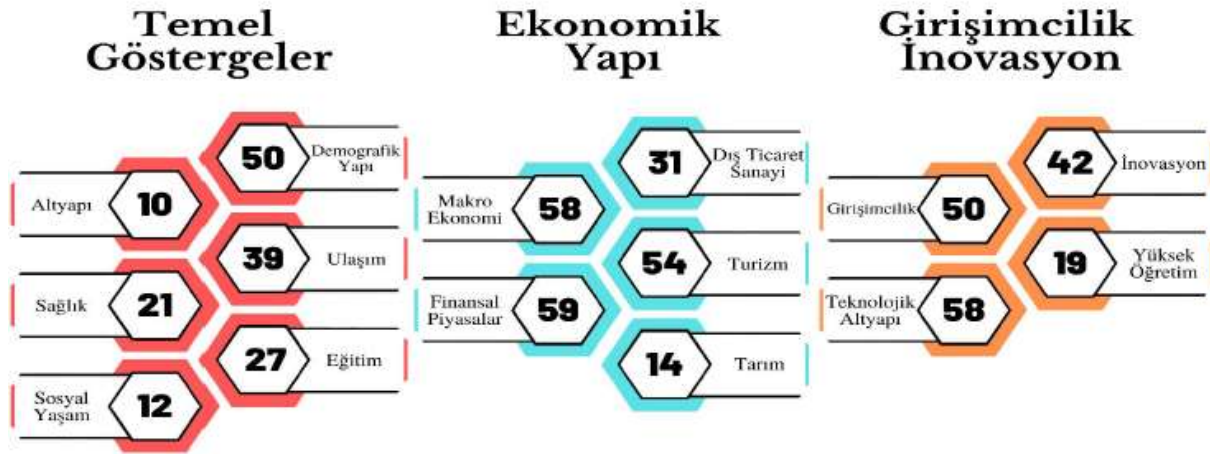 Temel
Göstergeler
50
Demografik
Yapı
Altyapı
10
39
Ulaşım
Sağlık
21
27
Eğitim
Sosyal
Yaşam
12
Ekonomik
Yapı
31
Dış Ticaret
Sanayi
Makro
Ekonomi
58
54
Turizm
Finansal
Piyasalar
59
14
Tarım
Girişimcilik
İnovasyon
42
İnovasyon
Girişimcilik
50
19
Yüksek
Öğretim
Teknolojik
Altyapı
58